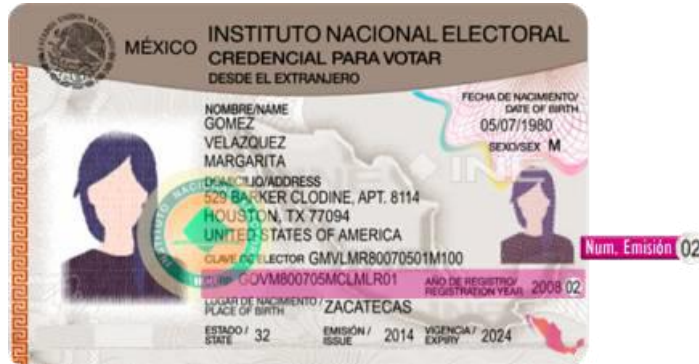 MÉXICO
INSTITUTO NACIONAL ELECTORAL
CREDENCIAL PARA VOTAR
DESDE EL EXTRANJERO
NOMBRE/NAME
GOMEZ
VELAZQUEZ
MARGARITA
FECHA DE NACIMIENTO/
DATE OF BIRTH
05/07/1980
SEXO/SEX M
DOMICILIO/ADDRESS
529 BARKER CLODINE, APT. 8114
HOUSTON, TX 77094
UNITED STATES OF AMERICA
CLAVE DE ELECTOR GMVLMR80070501M100
CURP GOVM800705MCLMLR01
AÑO DE REGISTRO/
REGISTRATION YEAR 2008 02
Num. Emisión 02
LUGAR DE NACIMIENTO/
PLACE OF BIRTH ZACATECAS
ESTADO/
STATE 32
EMISIÓN/
ISSUE 2014
VIGENCIA/
EXPIRY 2024